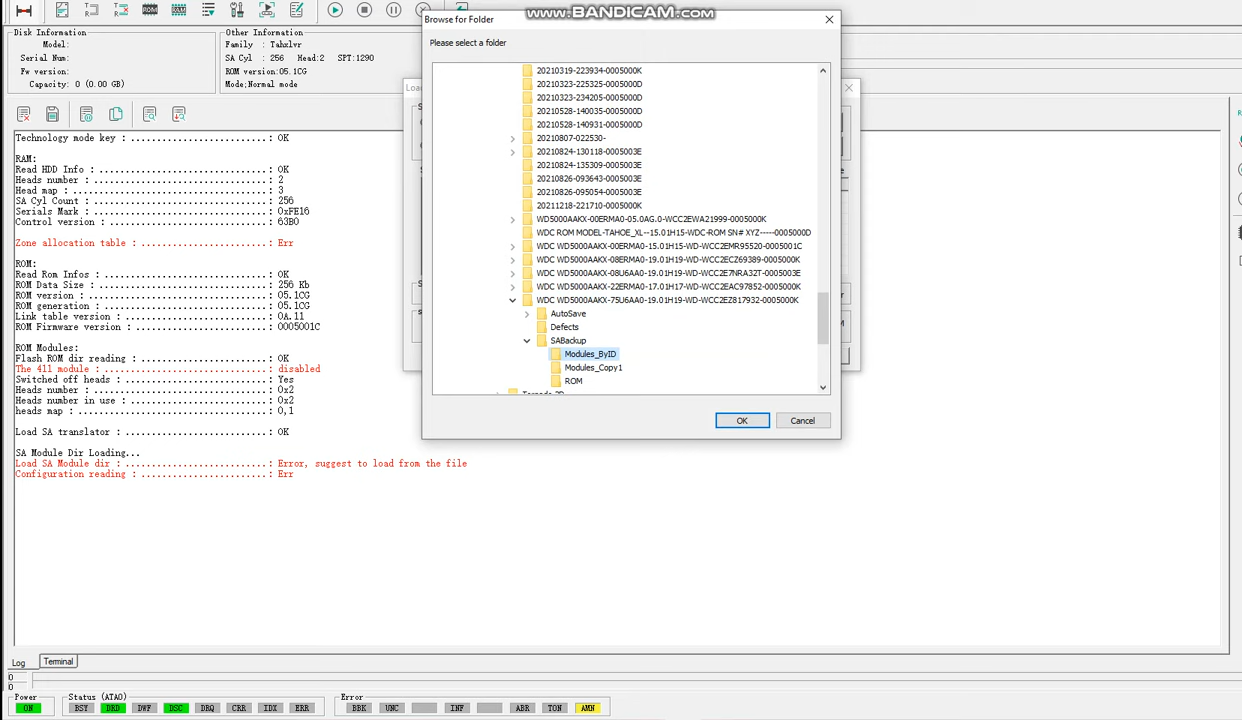 www.BANDICAM.com
Disk Information
Model:
Serial Num:
Fw version:
Capacity: 0 (0.00 GB)
Other Information
Family : Tahxlvr
SA Cyl : 256 Head:2 SPT:1290
ROM version:05.1CG
Mode:Normal mode
Browse for Folder
Please select a folder
20210319-223934-0005000K
20210323-225325-0005000D
20210323-234205-0005000D
20210528-140035-0005000D
20210528-140931-0005000D
20210807-022530-
20210824-130118-0005003E
20210824-135309-0005003E
20210826-093643-0005003E
20210826-095054-0005003E
20211218-221710-0005000K
WD5000AAKX-00ERMA0-05.0AG.0-WCC2EWA21999-0005000K
WDC ROM MODEL-TAHOE_XL--15.01H15-WDC-ROM SN# XYZ-----0005000D
WDC WD5000AAKX-00ERMA0-15.01H15-WD-WCC2EMR95520-0005001C
WDC WD5000AAKX-08ERMA0-19.01H19-WD-WCC2ECZ69389-0005000K
WDC WD5000AAKX-08U6AA0-19.01H19-WD-WCC2E7NRA32T-0005003E
WDC WD5000AAKX-22ERMA0-17.01H17-WD-WCC2EAC97852-0005000K
WDC WD5000AAKX-75U6AA0-19.01H19-WD-WCC2EZ817932-0005000K
AutoSave
Defects
SABackup
Modules_ByID
Modules_Copy1
ROM
OK
Cancel
Technology mode key : ........................ : OK
RAM:
Read HDD Info : .............................. : OK
Heads number : ............................... : 2
Head map : ................................... : 3
SA Cyl Count : ............................... : 256
Serials Mark : ............................... : 0xFE16
Control version : ............................ : 63B0
Zone allocation table : ...................... : Err
ROM:
Read Rom Infos : ............................. : OK
ROM Data Size : .............................. : 256 Kb
ROM version : ................................ : 05.1CG
ROM generation : ............................. : 05.1CG
Link table version : ......................... : 0A.11
ROM Firmware version : ....................... : 0005001C
ROM Modules:
Flash ROM dir reading : ...................... : OK
The 411 module : ............................. : disabled
Switched off heads : ......................... : Yes
Heads number : ............................... : 0x2
Heads number in use : ........................ : 0x2
heads map : .................................. : 0,1
Load SA translator : ......................... : OK
SA Module Dir Loading...
Load SA Module dir : ......................... : Error, suggest to load from the file
Configuration reading : ...................... : Err
Log
Terminal
0
0
Power
ON
Status (ATA0)
BSY DRD DWF DSC DRQ CRR IDX ERR
Error
BBK UNC INF ABR TON AMN